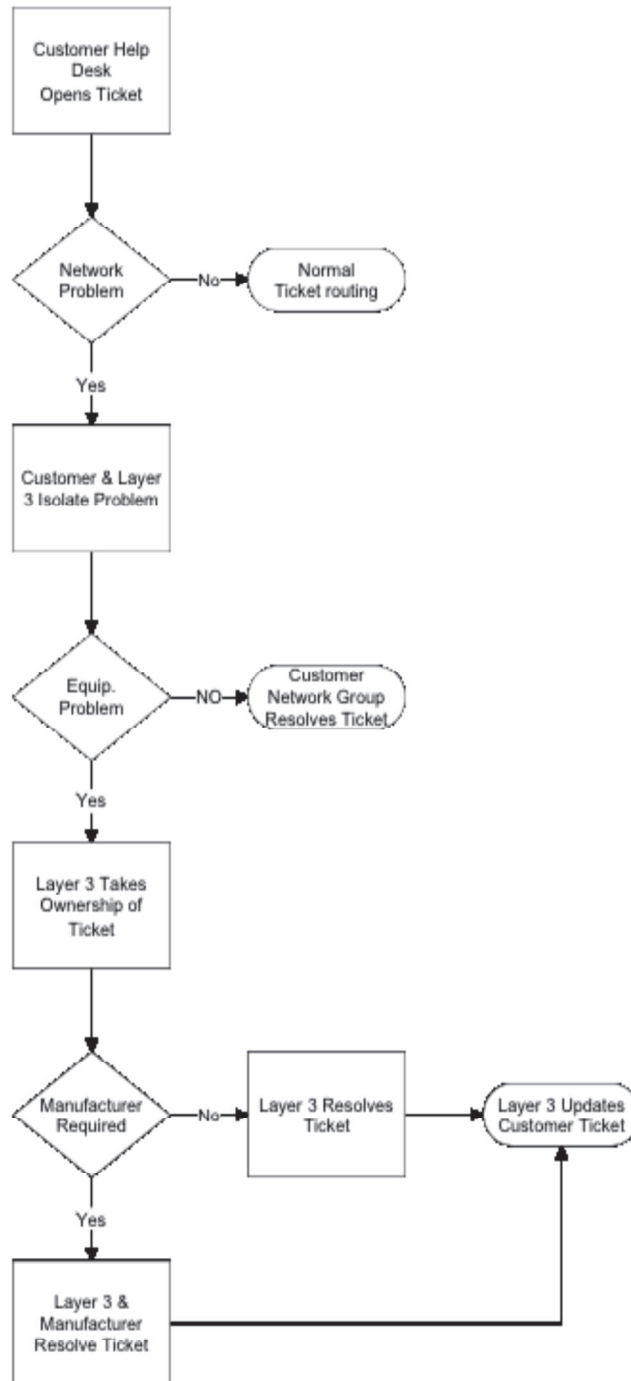 Customer Help
Desk
Opens Ticket
Network
Problem
No
Normal
Ticket routing
Yes
Customer & Layer
3 Isolate Problem
Equip.
Problem
NO
Customer
Network Group
Resolves Ticket
Yes
Layer 3 Takes
Ownership of
Ticket
Manufacturer
Required
No
Layer 3 Resolves
Ticket
Layer 3 Updates
Customer Ticket
Yes
Layer 3 &
Manufacturer
Resolve Ticket